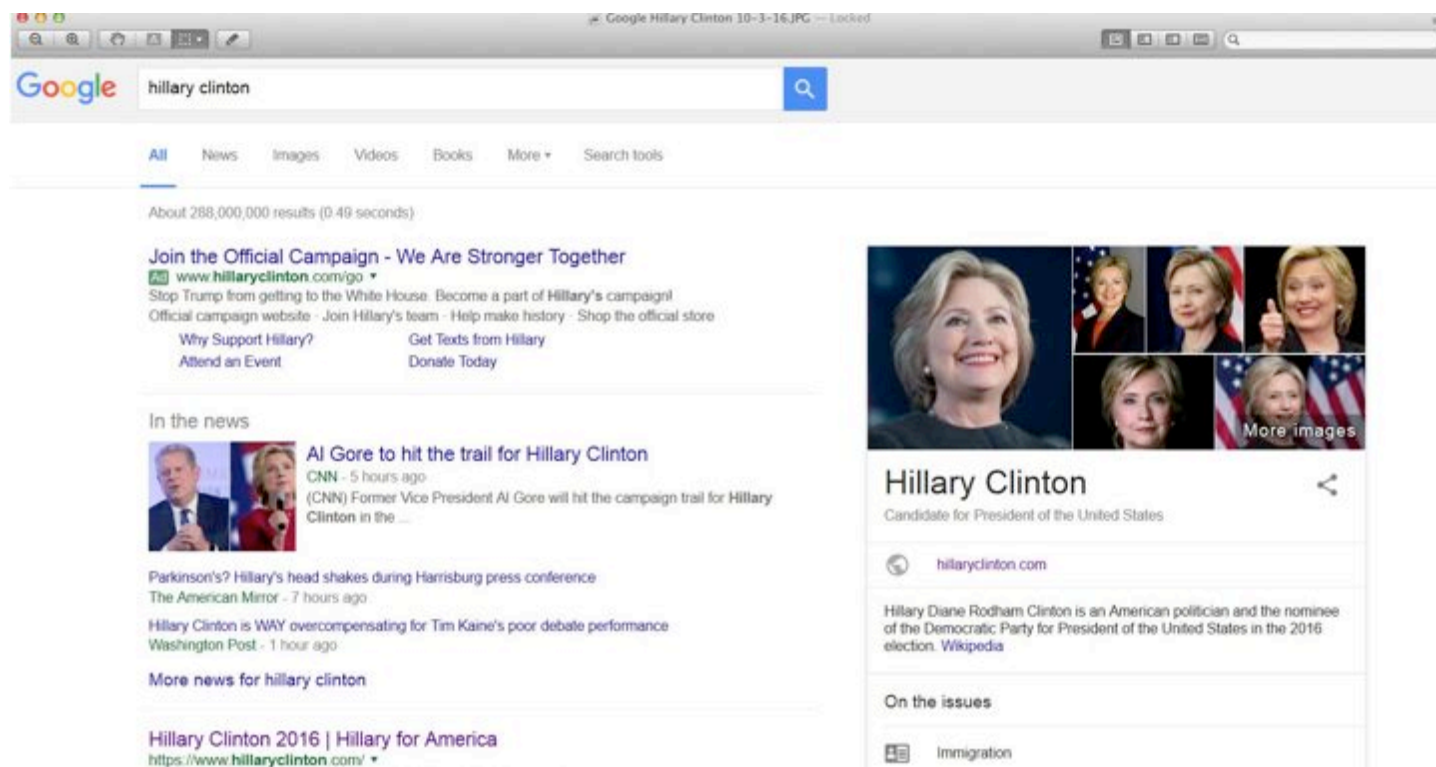 Google Hillary Clinton 10-3-16.JPG — Locked
Google
hillary clinton
All News Images Videos Books More ▾ Search tools
About 288,000,000 results (0.49 seconds)
Join the Official Campaign - We Are Stronger Together
Ad www.hillaryclinton.com/go ▾
Stop Trump from getting to the White House. Become a part of Hillary's campaign!
Official campaign website · Join Hillary's team · Help make history · Shop the official store
Why Support Hillary? Get Texts from Hillary
Attend an Event Donate Today
In the news
Al Gore to hit the trail for Hillary Clinton
CNN - 5 hours ago
(CNN) Former Vice President Al Gore will hit the campaign trail for Hillary
Clinton in the ...
Parkinson's? Hillary's head shakes during Harrisburg press conference
The American Mirror - 7 hours ago
Hillary Clinton is WAY overcompensating for Tim Kaine's poor debate performance
Washington Post - 1 hour ago
More news for hillary clinton
Hillary Clinton 2016 | Hillary for America
https://www.hillaryclinton.com/ ▾
More images
Hillary Clinton
Candidate for President of the United States
hillaryclinton.com
Hillary Diane Rodham Clinton is an American politician and the nominee
of the Democratic Party for President of the United States in the 2016
election. Wikipedia
On the issues
Immigration